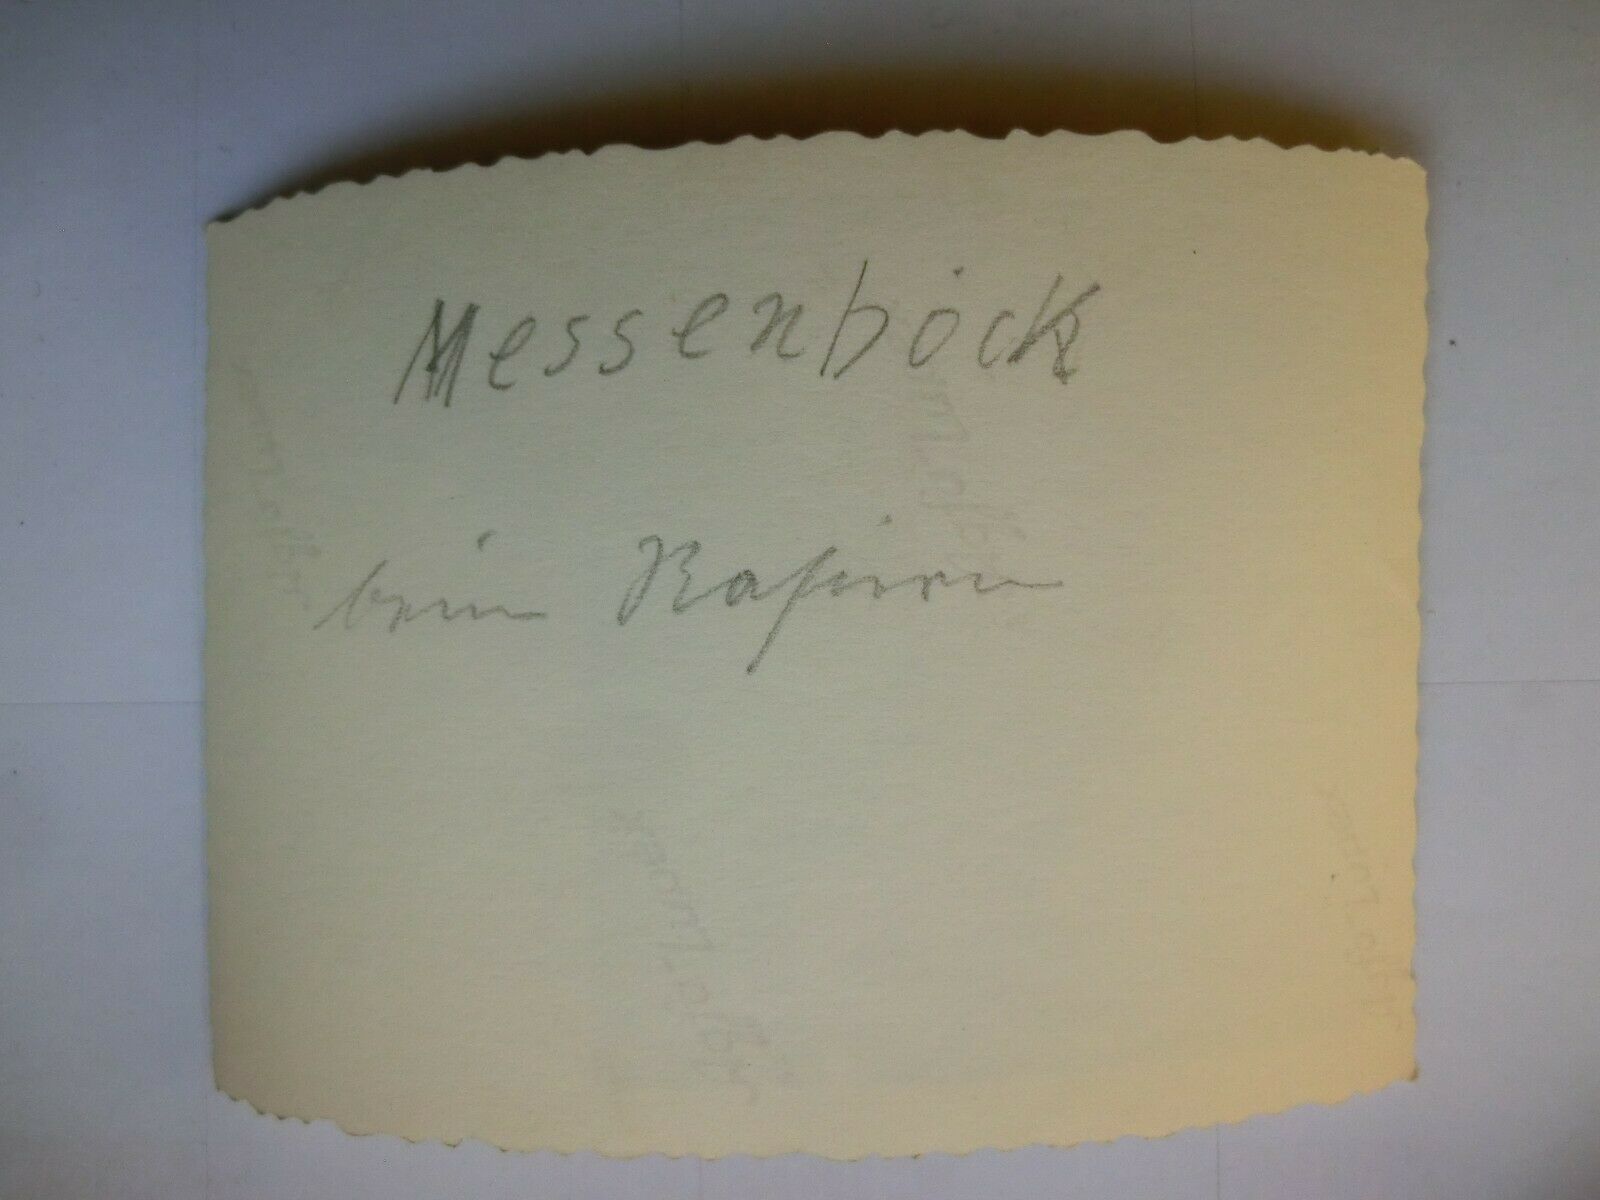 Messenböck
beim Rasieren